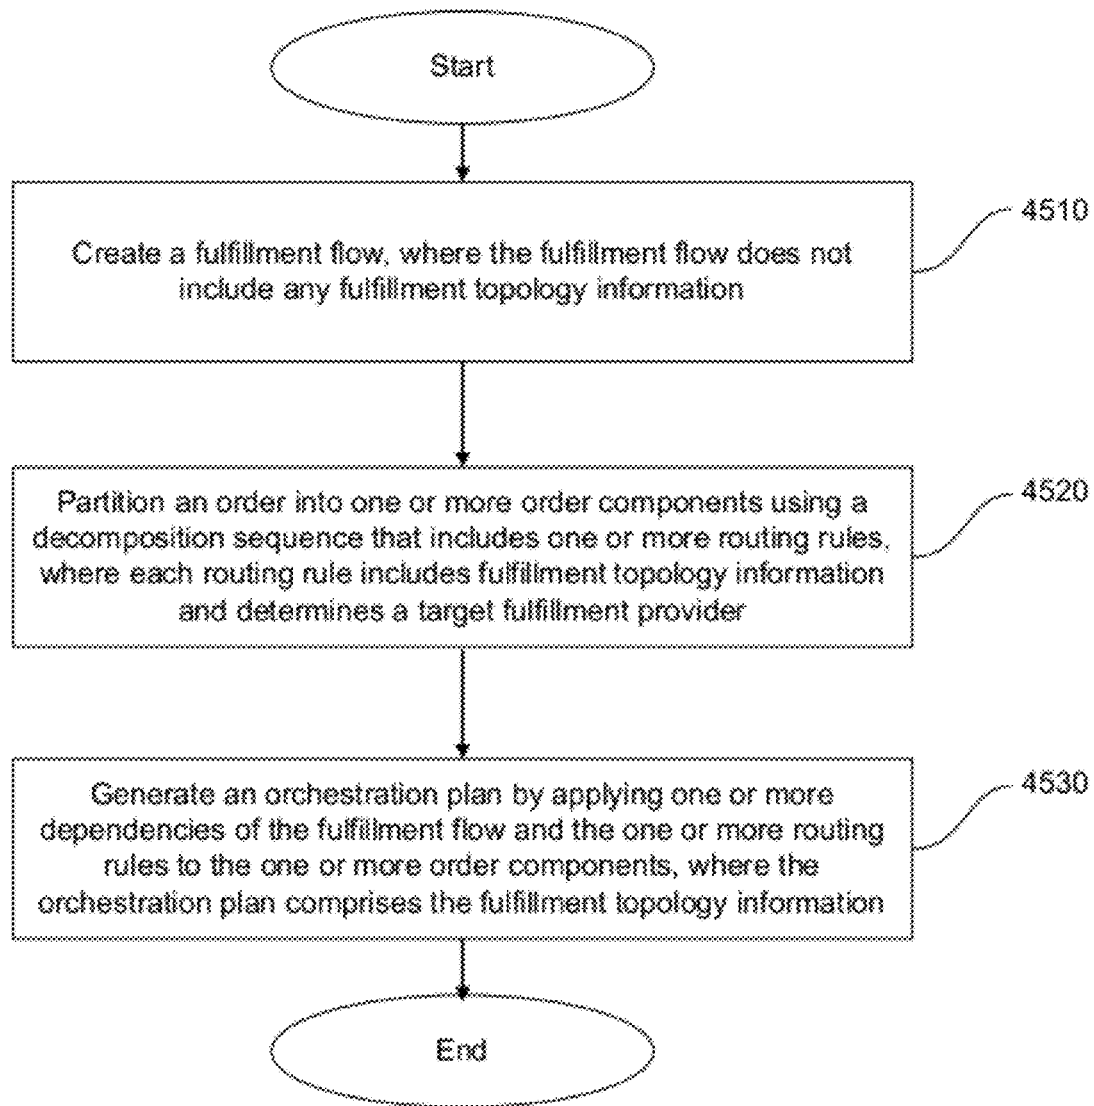 Start
Create a fulfillment flow, where the fulfillment flow does not
include any fulfillment topology information
4510
Partition an order into one or more order components using a
decomposition sequence that includes one or more routing rules,
where each routing rule includes fulfillment topology information
and determines a target fulfillment provider
4520
Generate an orchestration plan by applying one or more
dependencies of the fulfillment flow and the one or more routing
rules to the one or more order components, where the
orchestration plan comprises the fulfillment topology information
4530
End